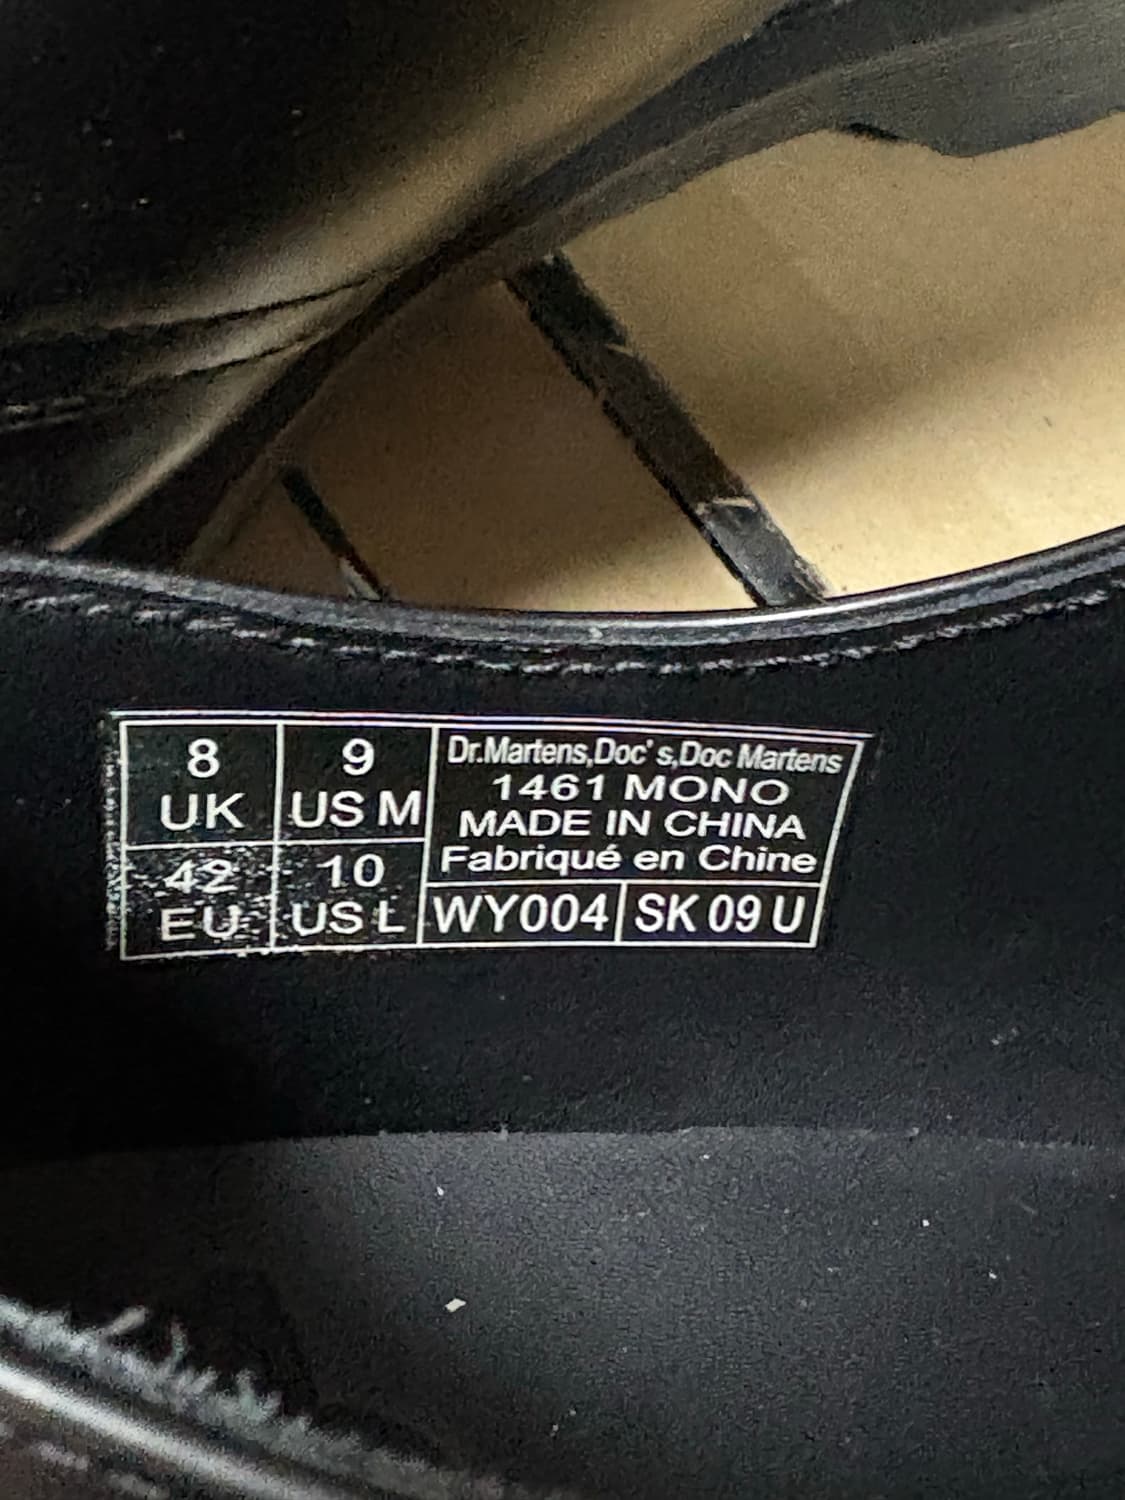 8
UK
9
US M
42
EU
10
US L
Dr.Martens,Doc's,Doc Martens
1461 MONO
MADE IN CHINA
Fabriqué en Chine
WY004
SK 09 U